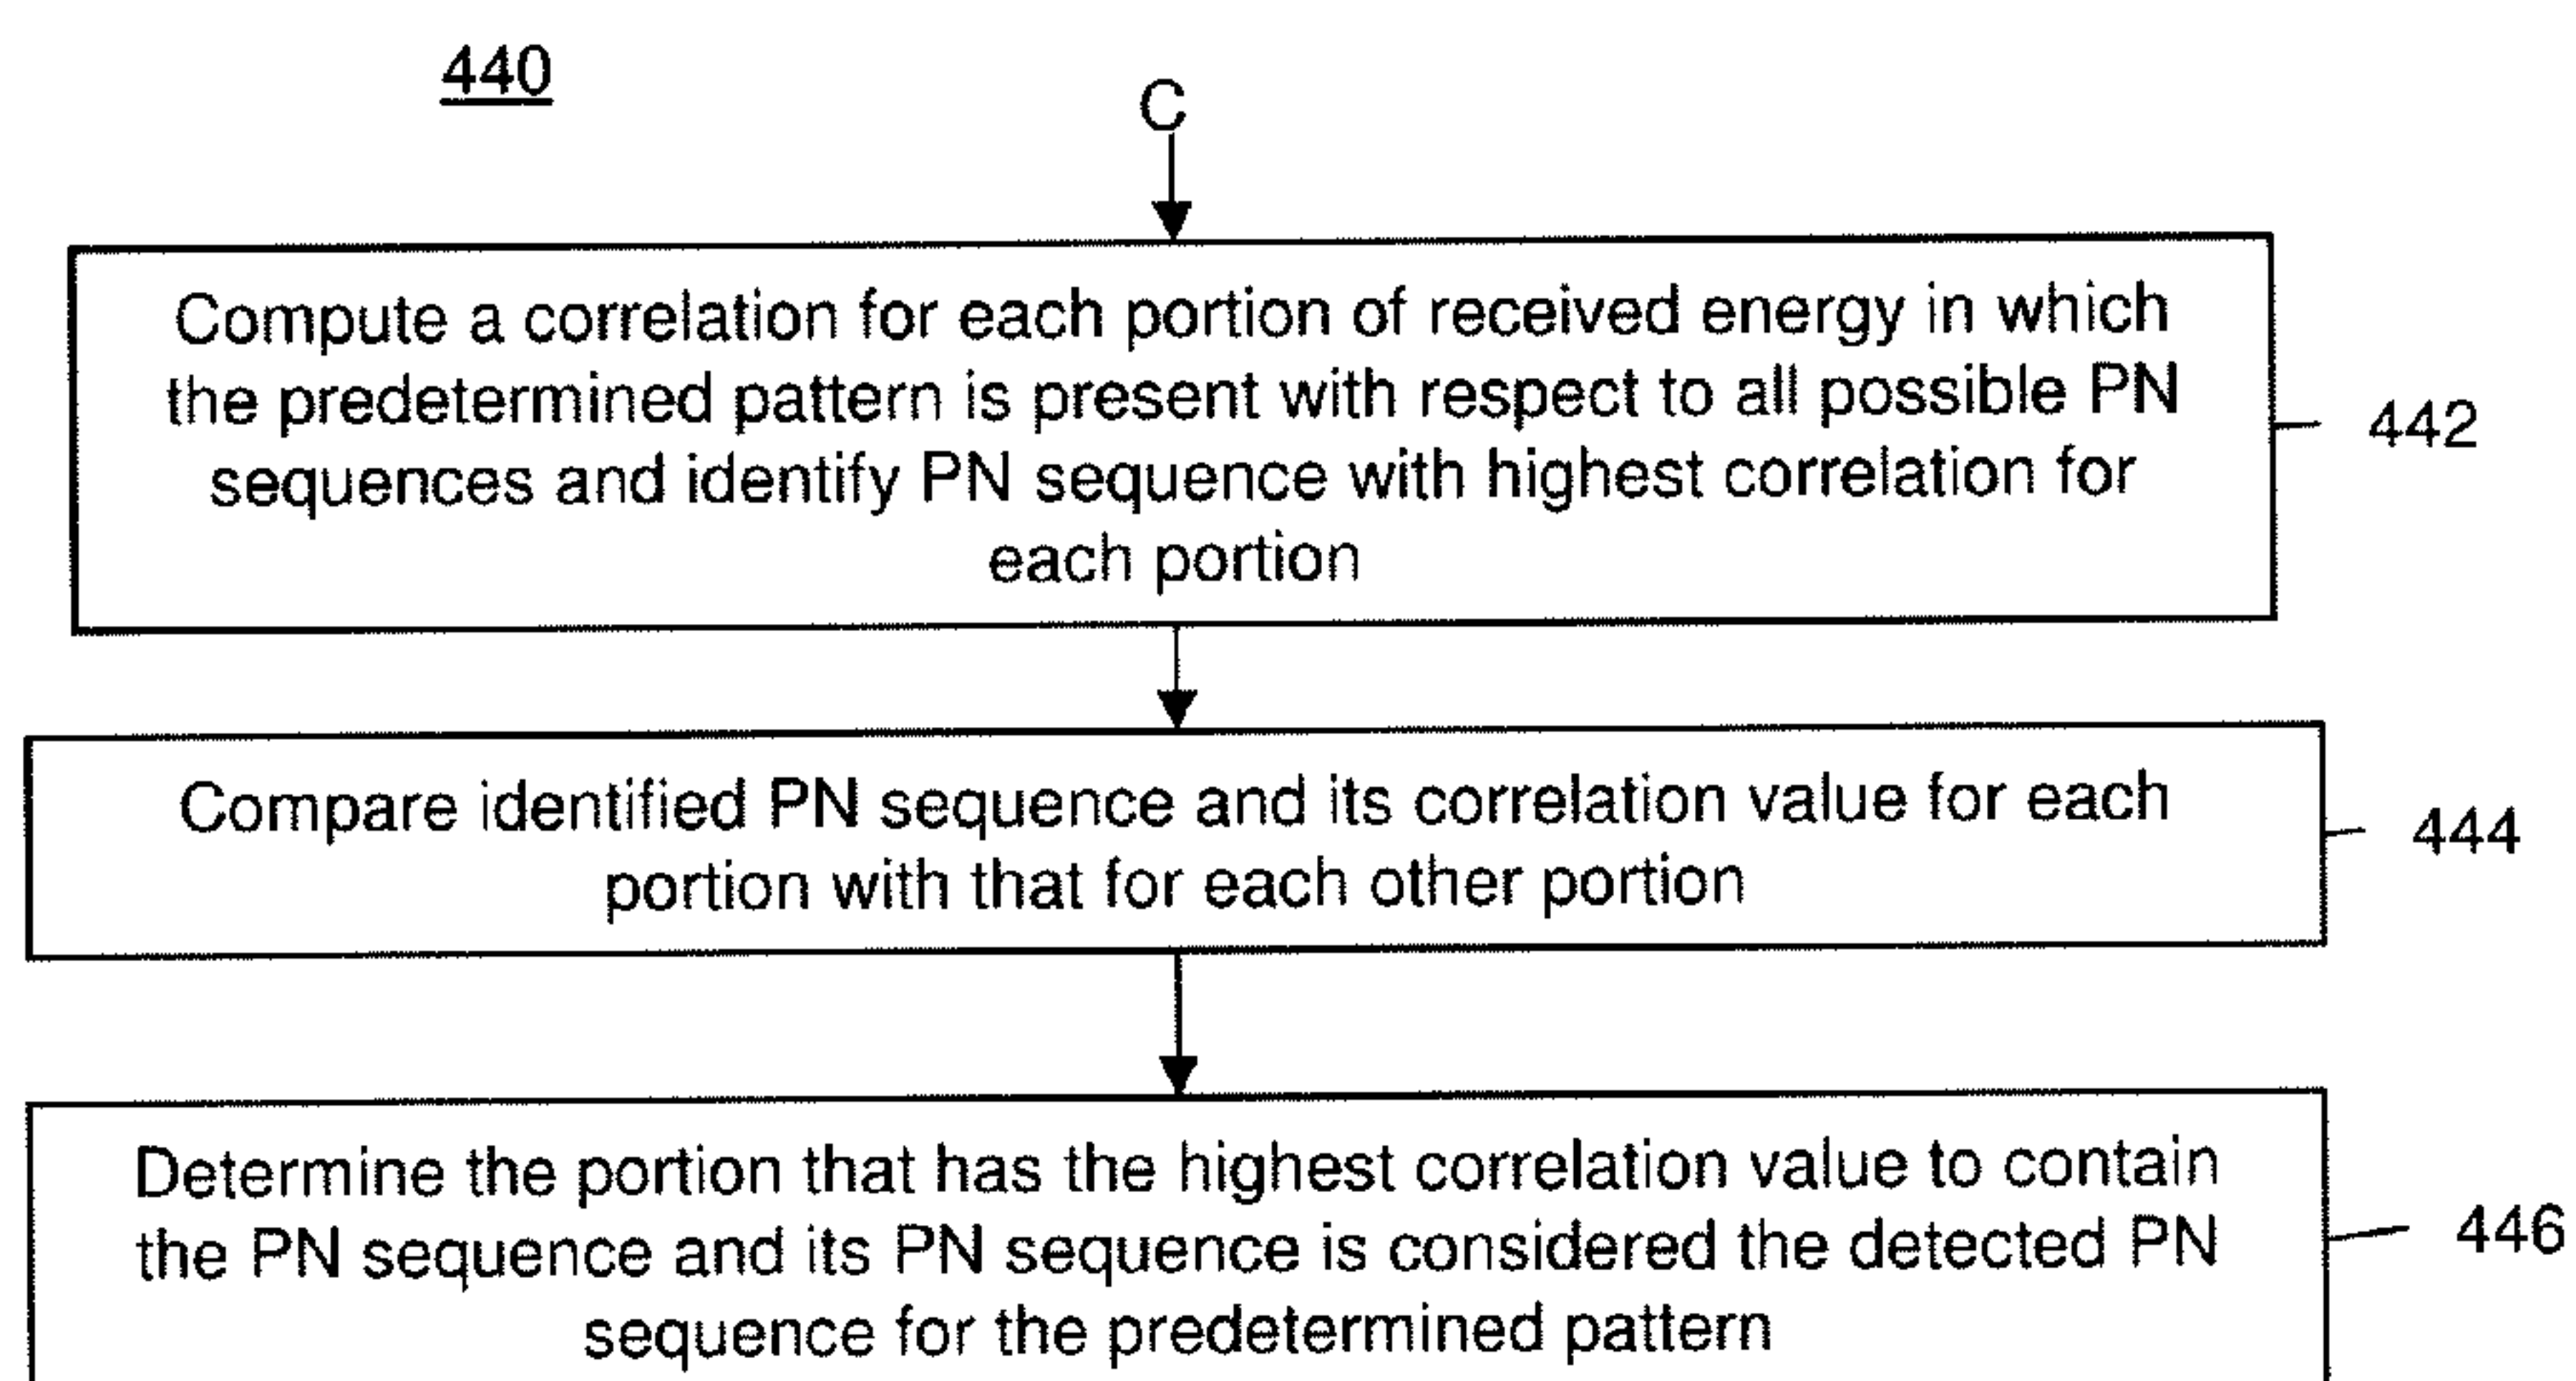 440
C
Compute a correlation for each portion of received energy in which
the predetermined pattern is present with respect to all possible PN
sequences and identify PN sequence with highest correlation for
each portion
442
Compare identified PN sequence and its correlation value for each
portion with that for each other portion
444
Determine the portion that has the highest correlation value to contain
the PN sequence and its PN sequence is considered the detected PN
sequence for the predetermined pattern
446